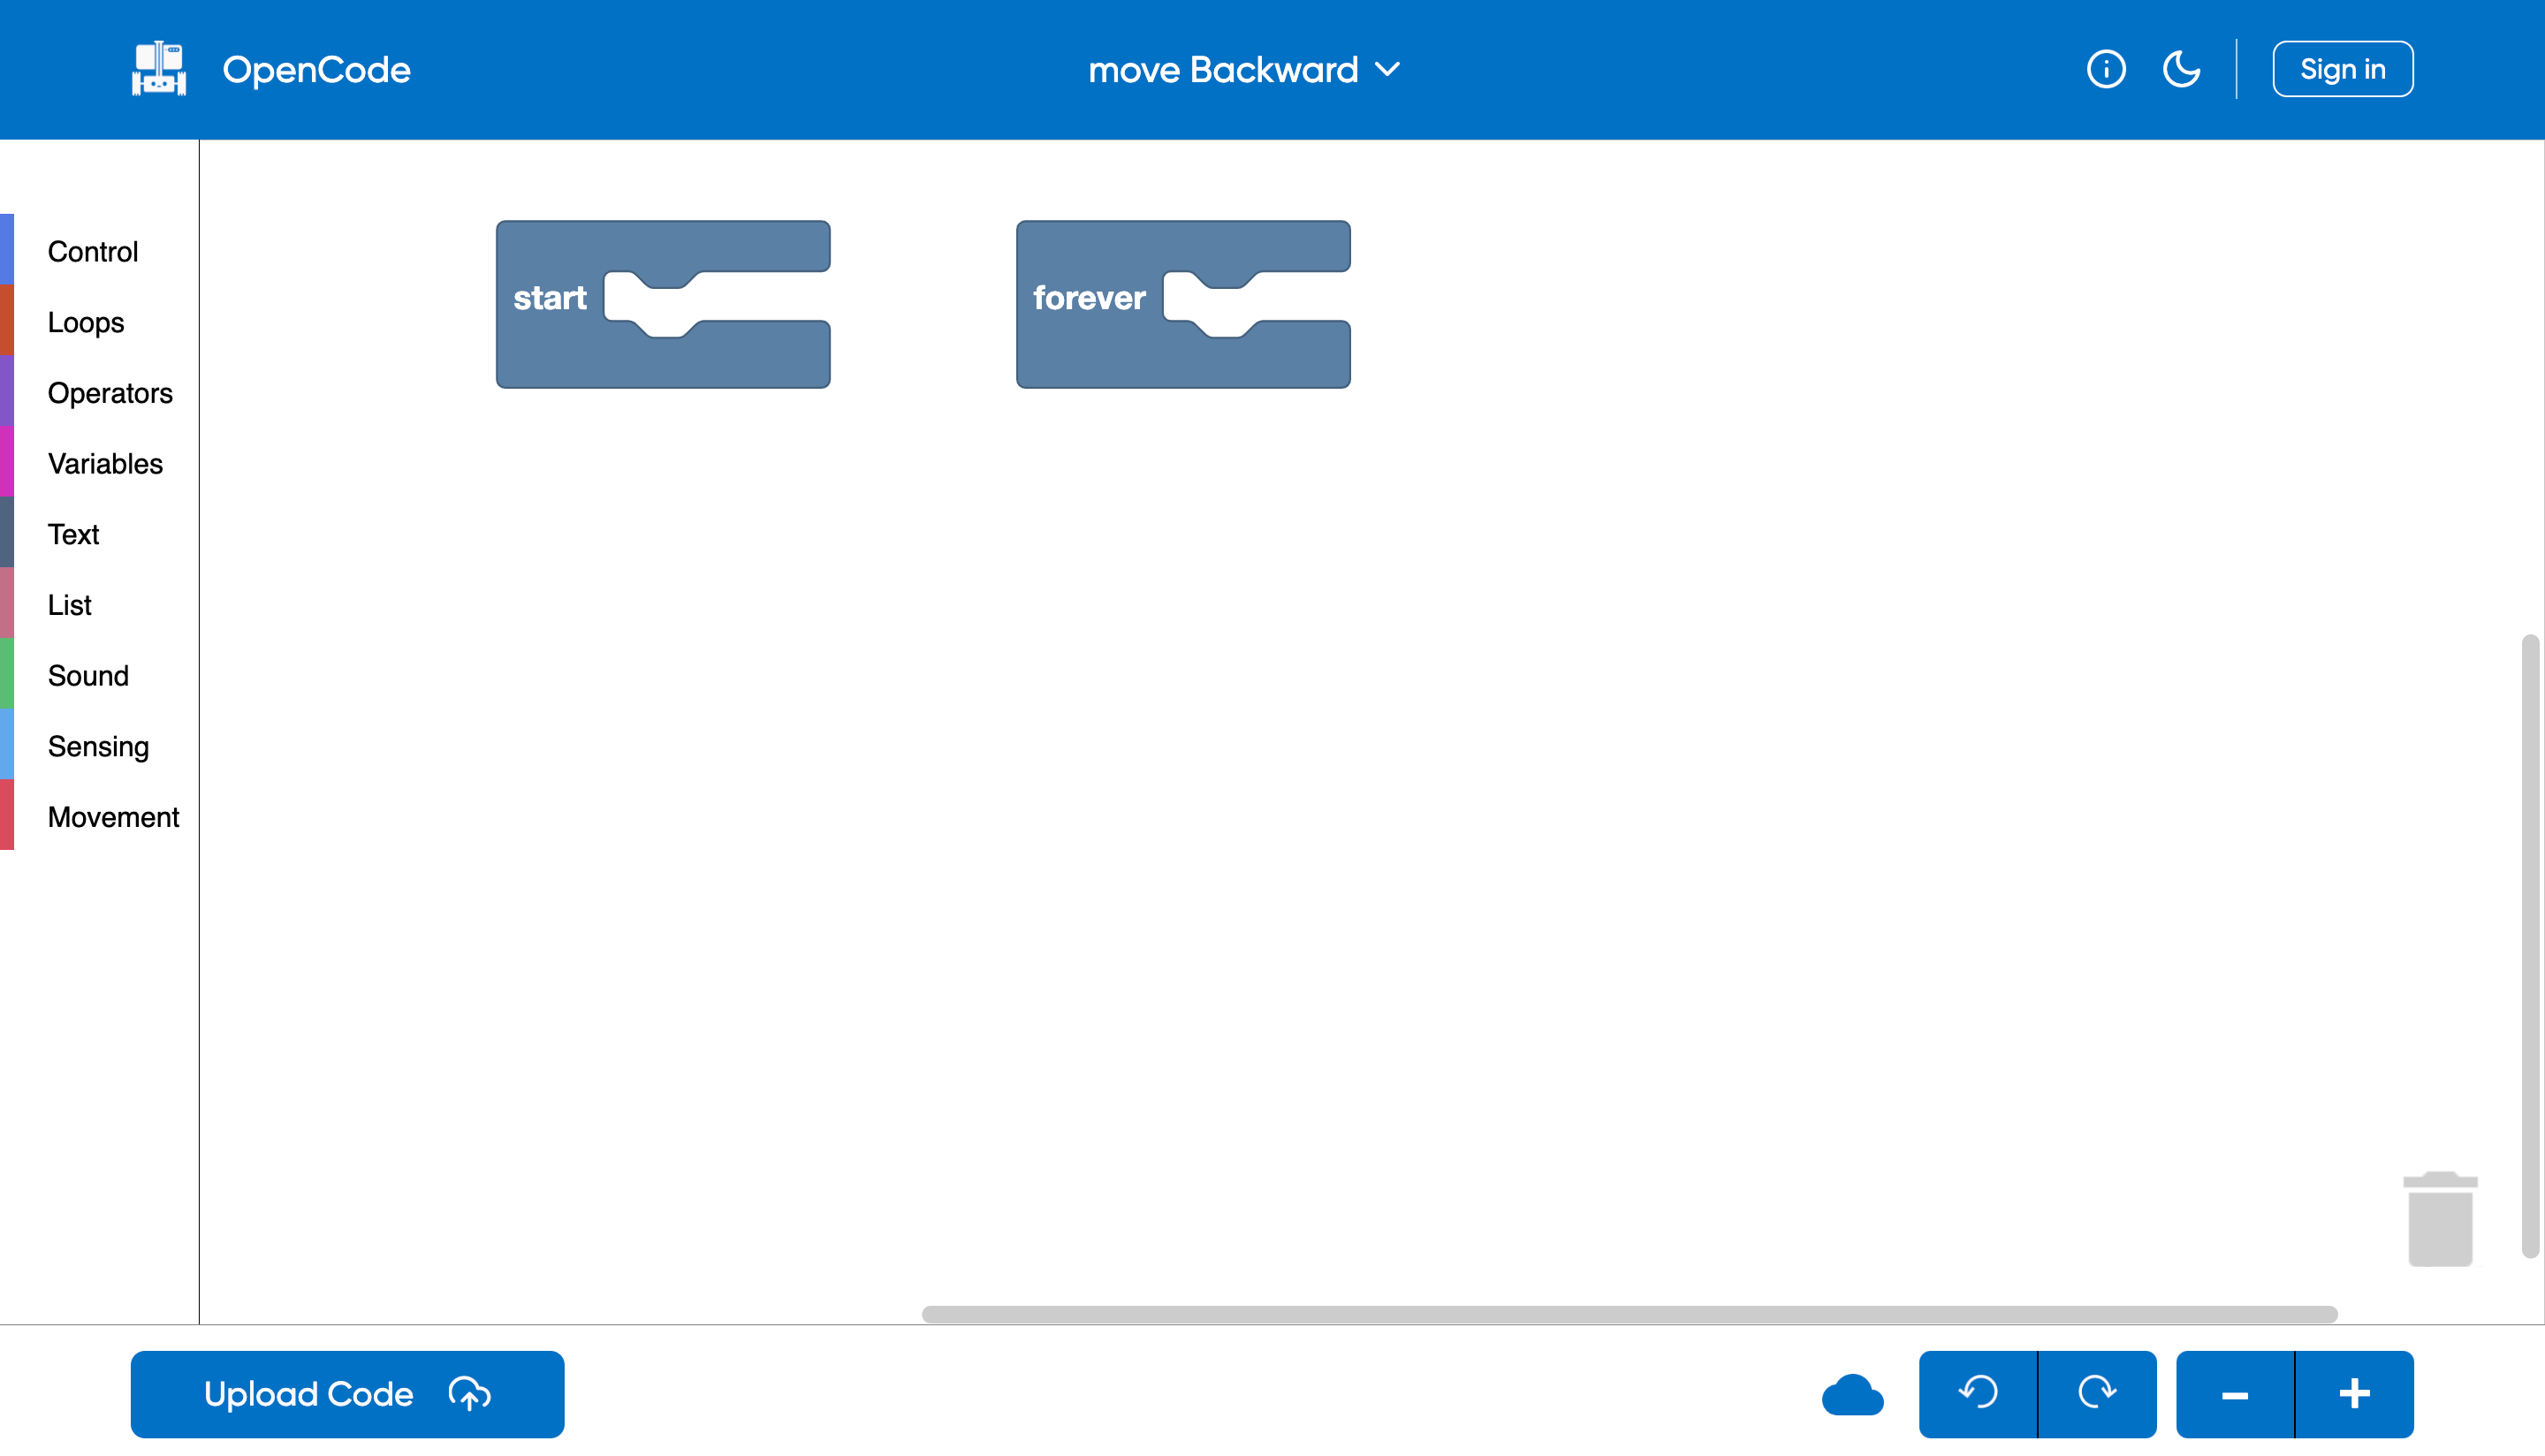 OpenCode
move Backward
Sign in
Control
Loops
Operators
Variables
Text
List
Sound
Sensing
Movement
start
forever
Upload Code